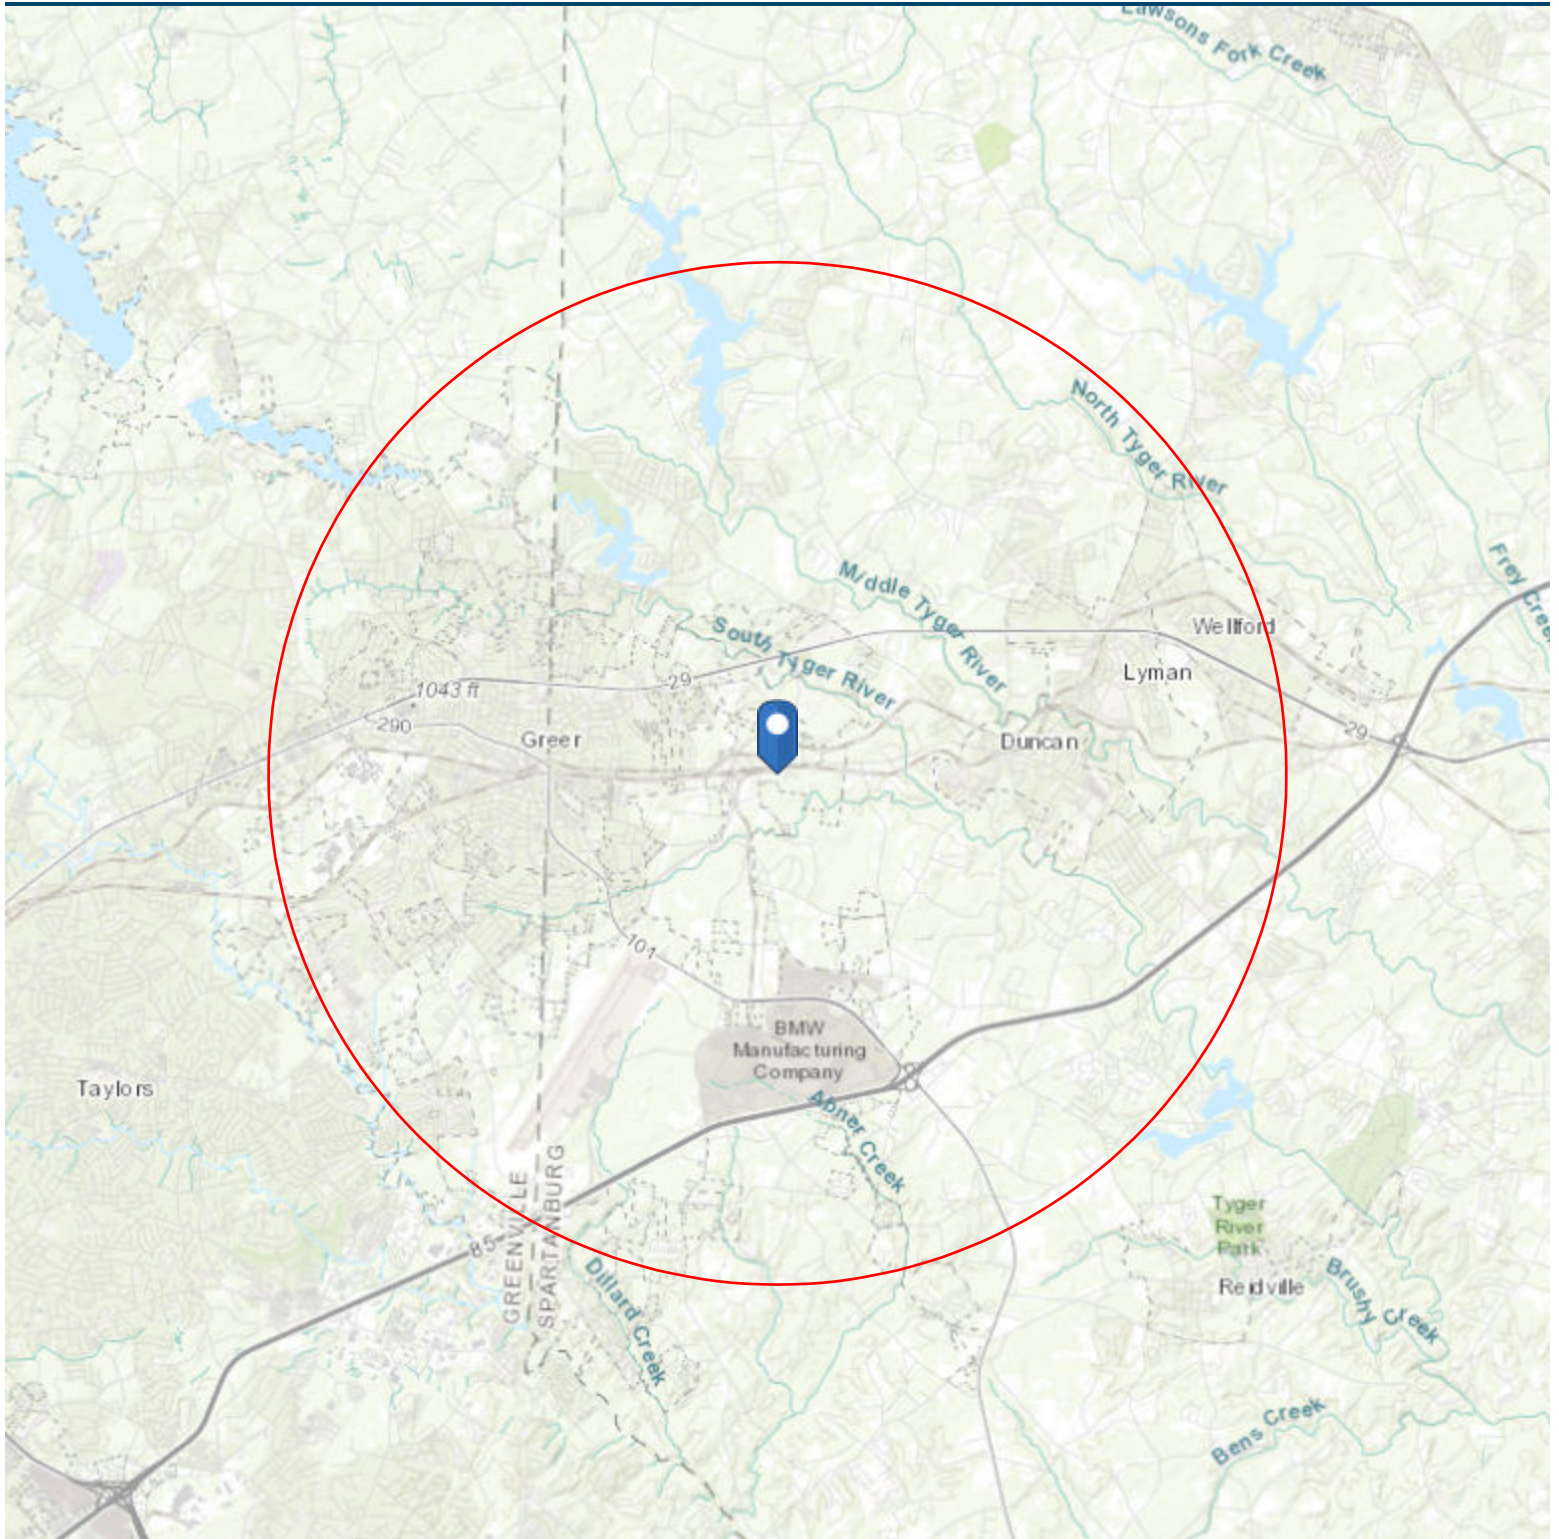 Lawsons Fork Creek
North Tyger River
Middle Tyger River
Frey Creek
South Tyger River
Wellford
Lyman
1043 ft
29
290
Greer
Duncan
29
101
BMW
Manufacturing
Company
Abner Creek
Taylors
GREENVILLE
SPARTANBURG
85
Tyger
River
Park
Reidville
Dillard Creek
Brushy Creek
Bens Creek